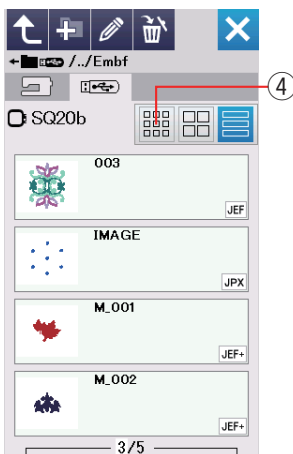 /../Embf
④
SQ20b
003
JEF
IMAGE
JPX
M_001
JEF+
M_002
JEF+
3/5